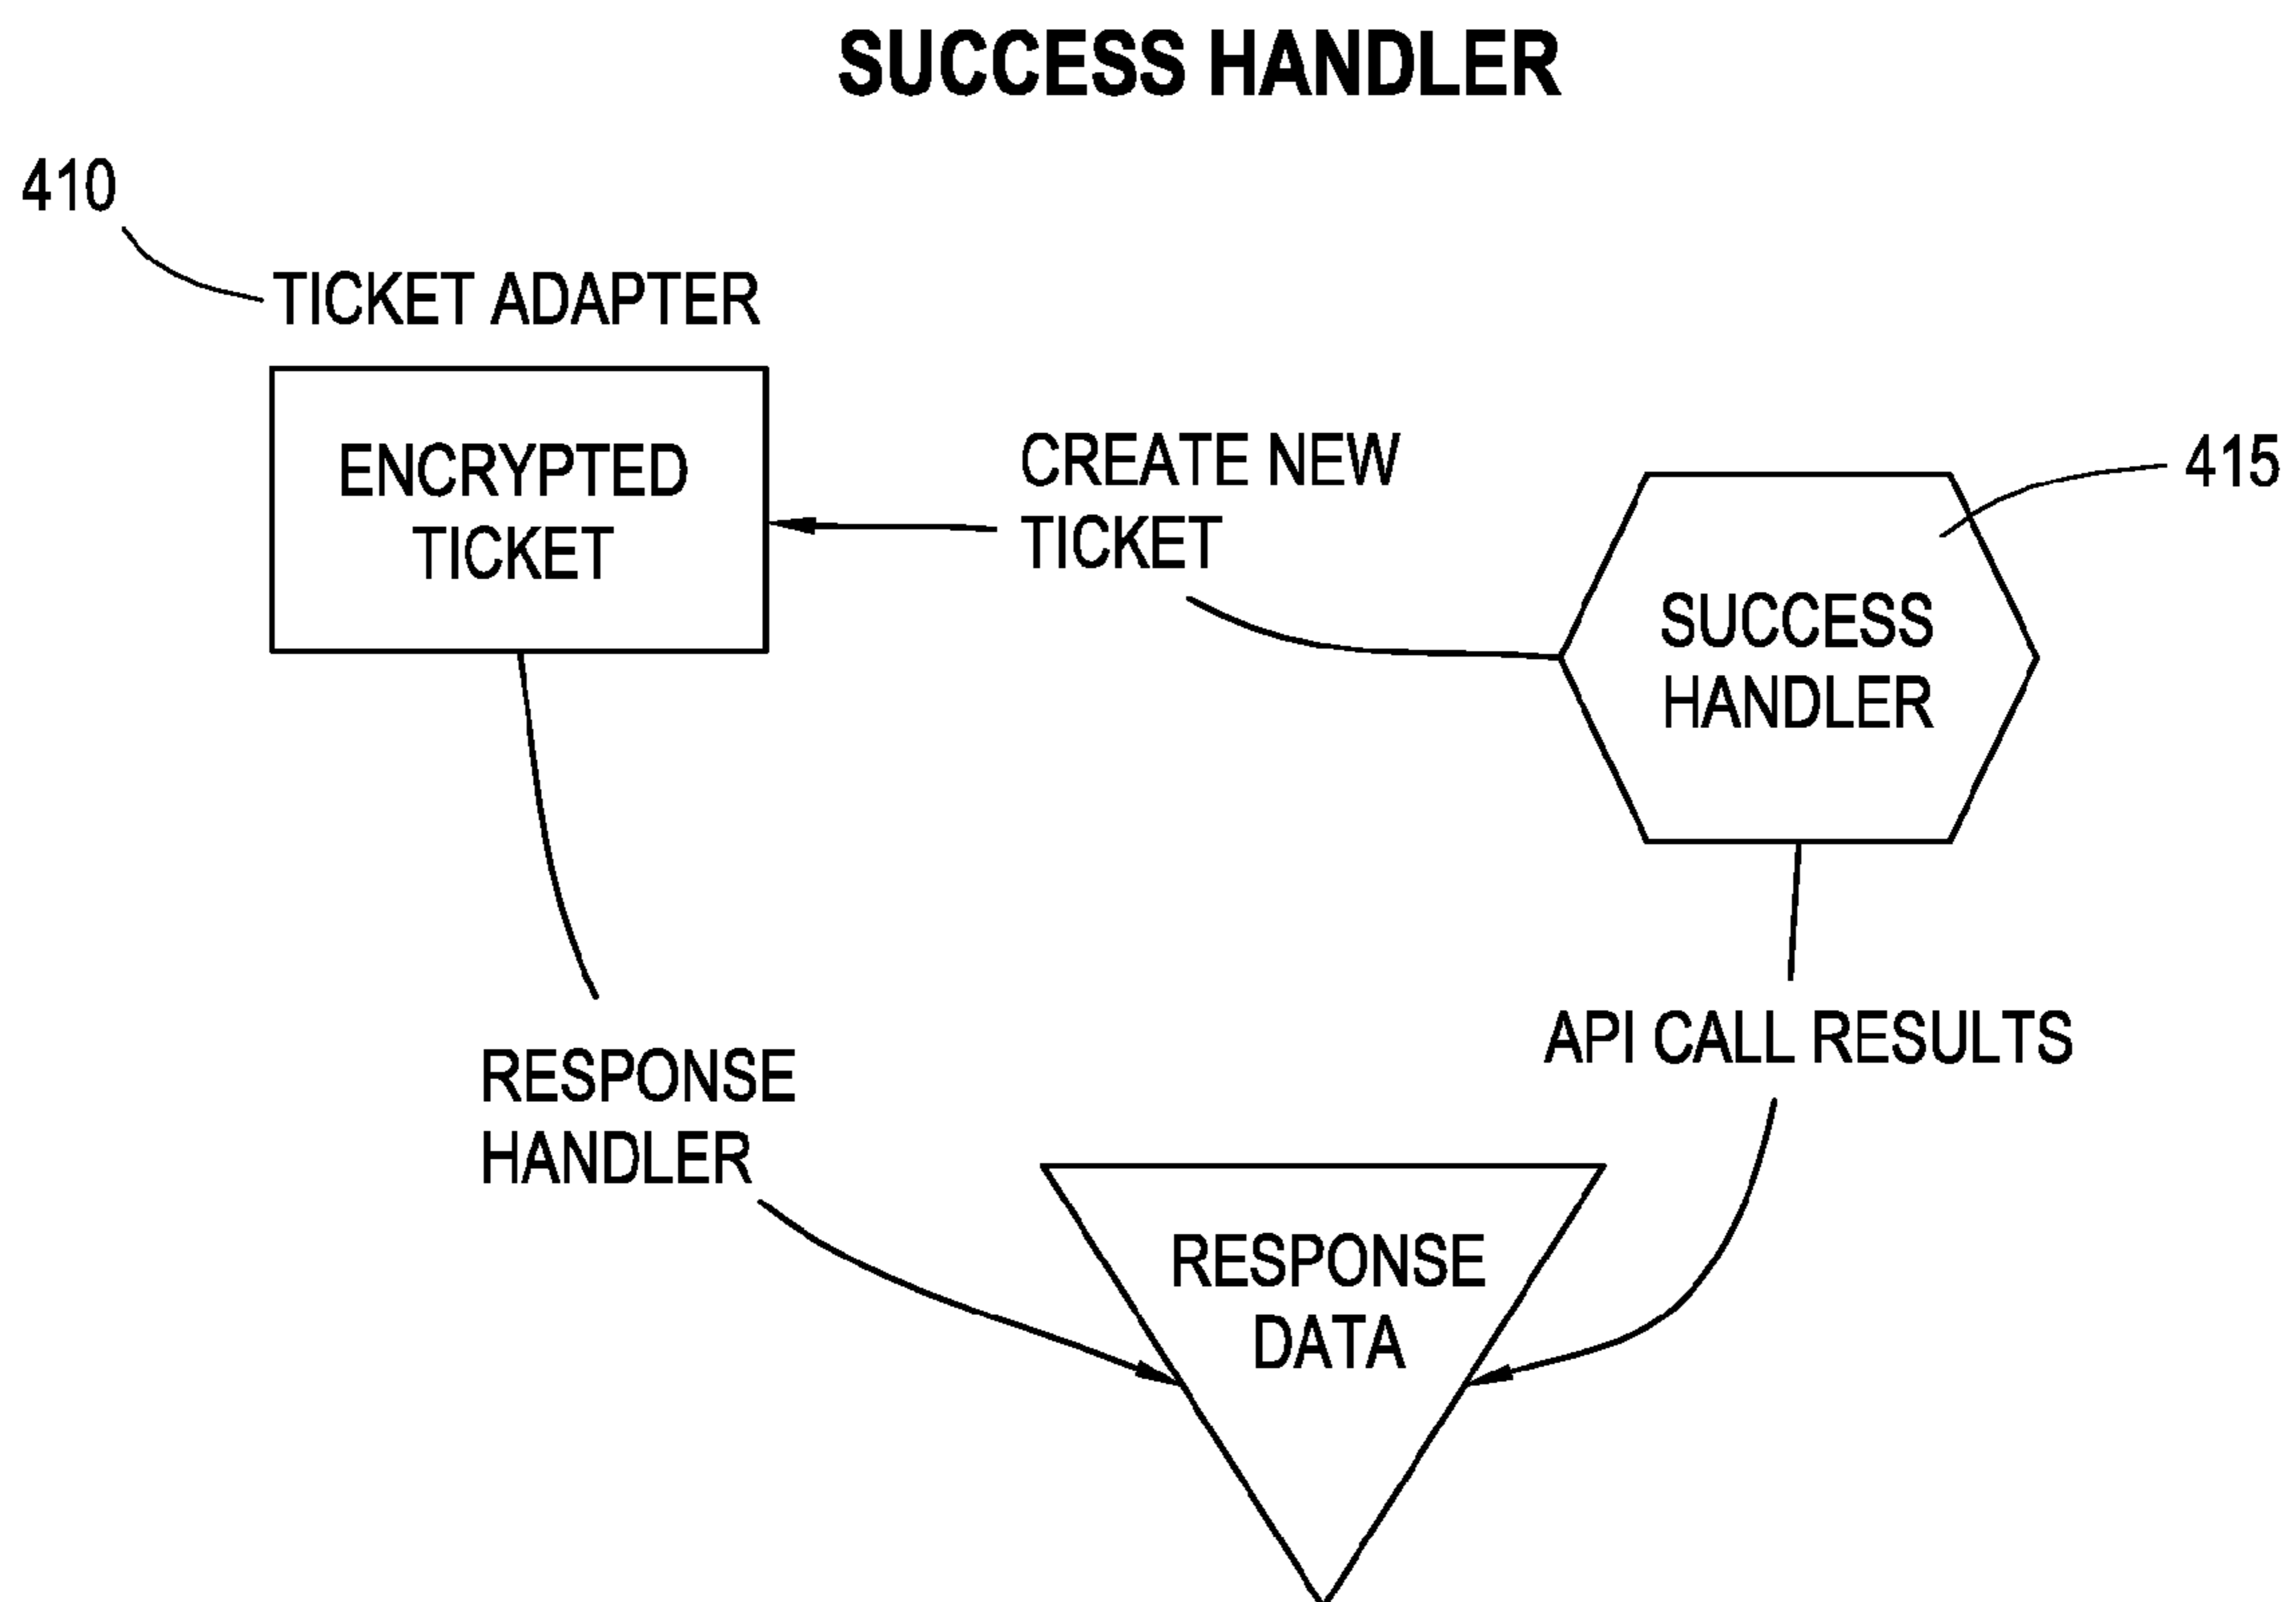 SUCCESS HANDLER
410
TICKET ADAPTER
ENCRYPTED
TICKET
CREATE NEW
TICKET
415
SUCCESS
HANDLER
API CALL RESULTS
RESPONSE
HANDLER
RESPONSE
DATA